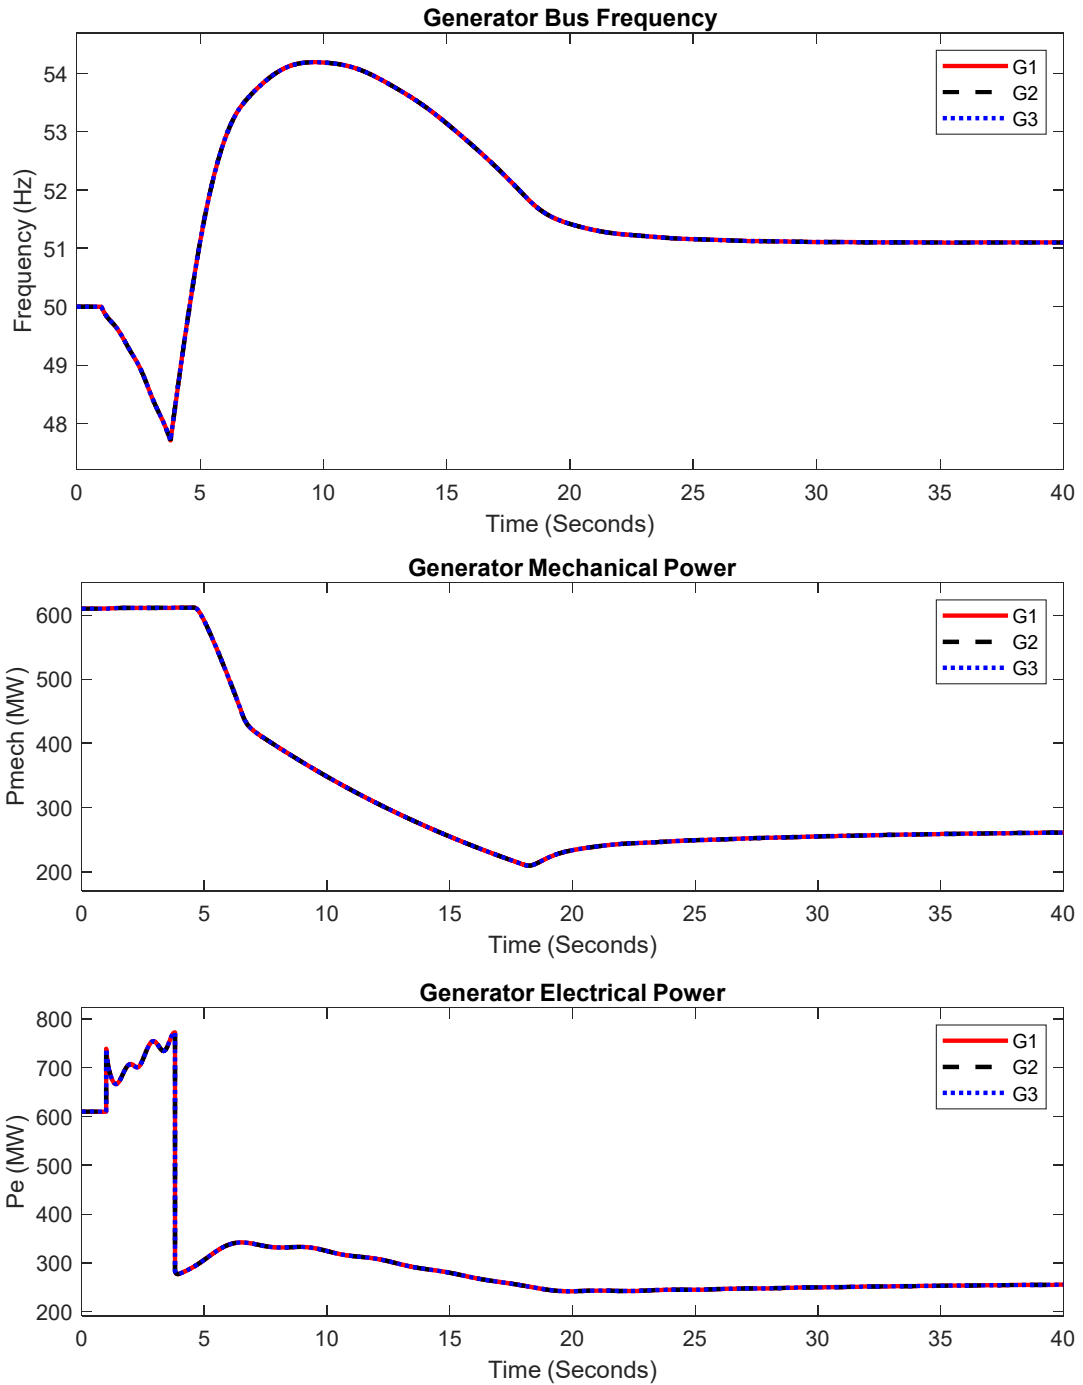 Generator Bus Frequency
Frequency (Hz)
54
53
52
51
50
49
48
G1
G2
G3
0 5 10 15 20 25 30 35 40
Time (Seconds)
Generator Mechanical Power
Pmech (MW)
600
500
400
300
200
G1
G2
G3
0 5 10 15 20 25 30 35 40
Time (Seconds)
Generator Electrical Power
Pe (MW)
800
700
600
500
400
300
200
G1
G2
G3
0 5 10 15 20 25 30 35 40
Time (Seconds)